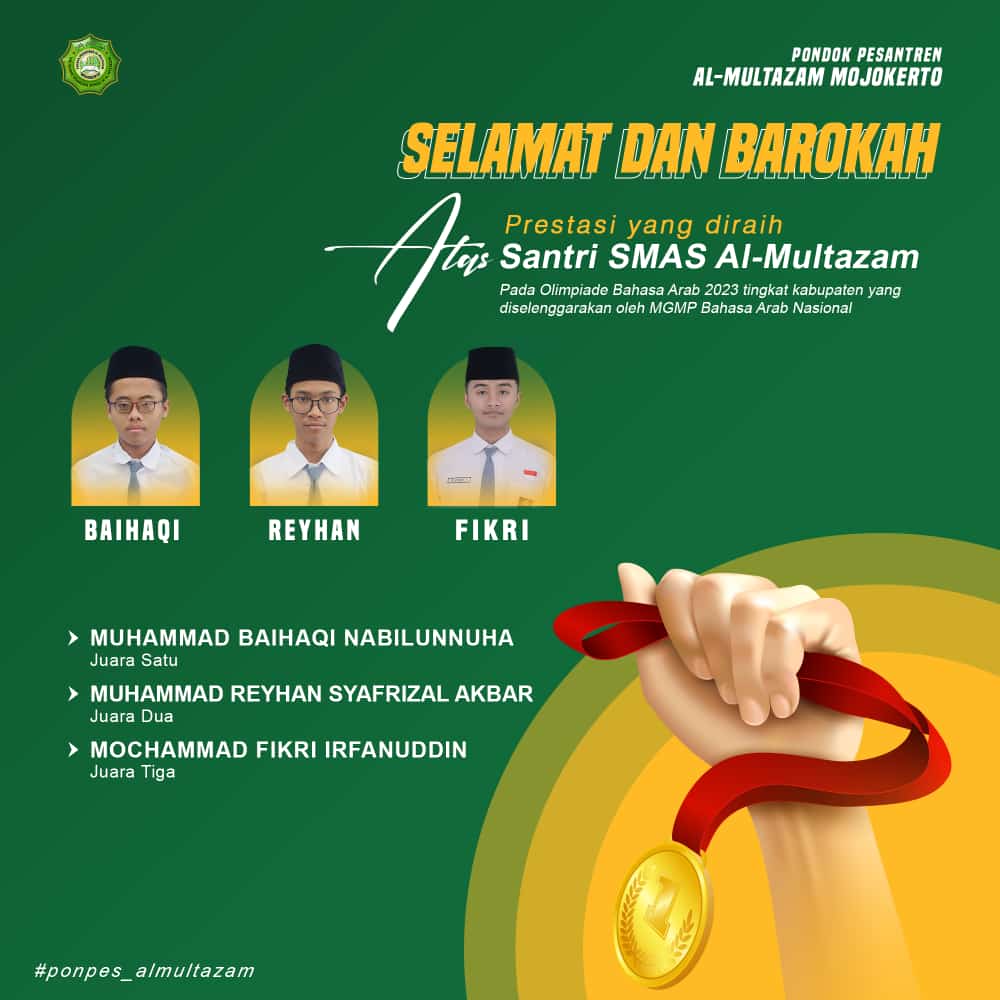 PONDOK PESANTREN
AL-MULTAZAM MOJOKERTO
SELAMAT DAN BAROKAH
Atas
Prestasi yang diraih
Santri SMAS Al-Multazam
Pada Olimpiade Bahasa Arab 2023 tingkat kabupaten yang
diselenggarakan oleh MGMP Bahasa Arab Nasional
BAIHAQI
REYHAN
FIKRI
MUHAMMAD BAIHAQI NABILUNNUHA
Juara Satu
MUHAMMAD REYHAN SYAFRIZAL AKBAR
Juara Dua
MOCHAMMAD FIKRI IRFANUDDIN
Juara Tiga
1
#ponpes_almultazam